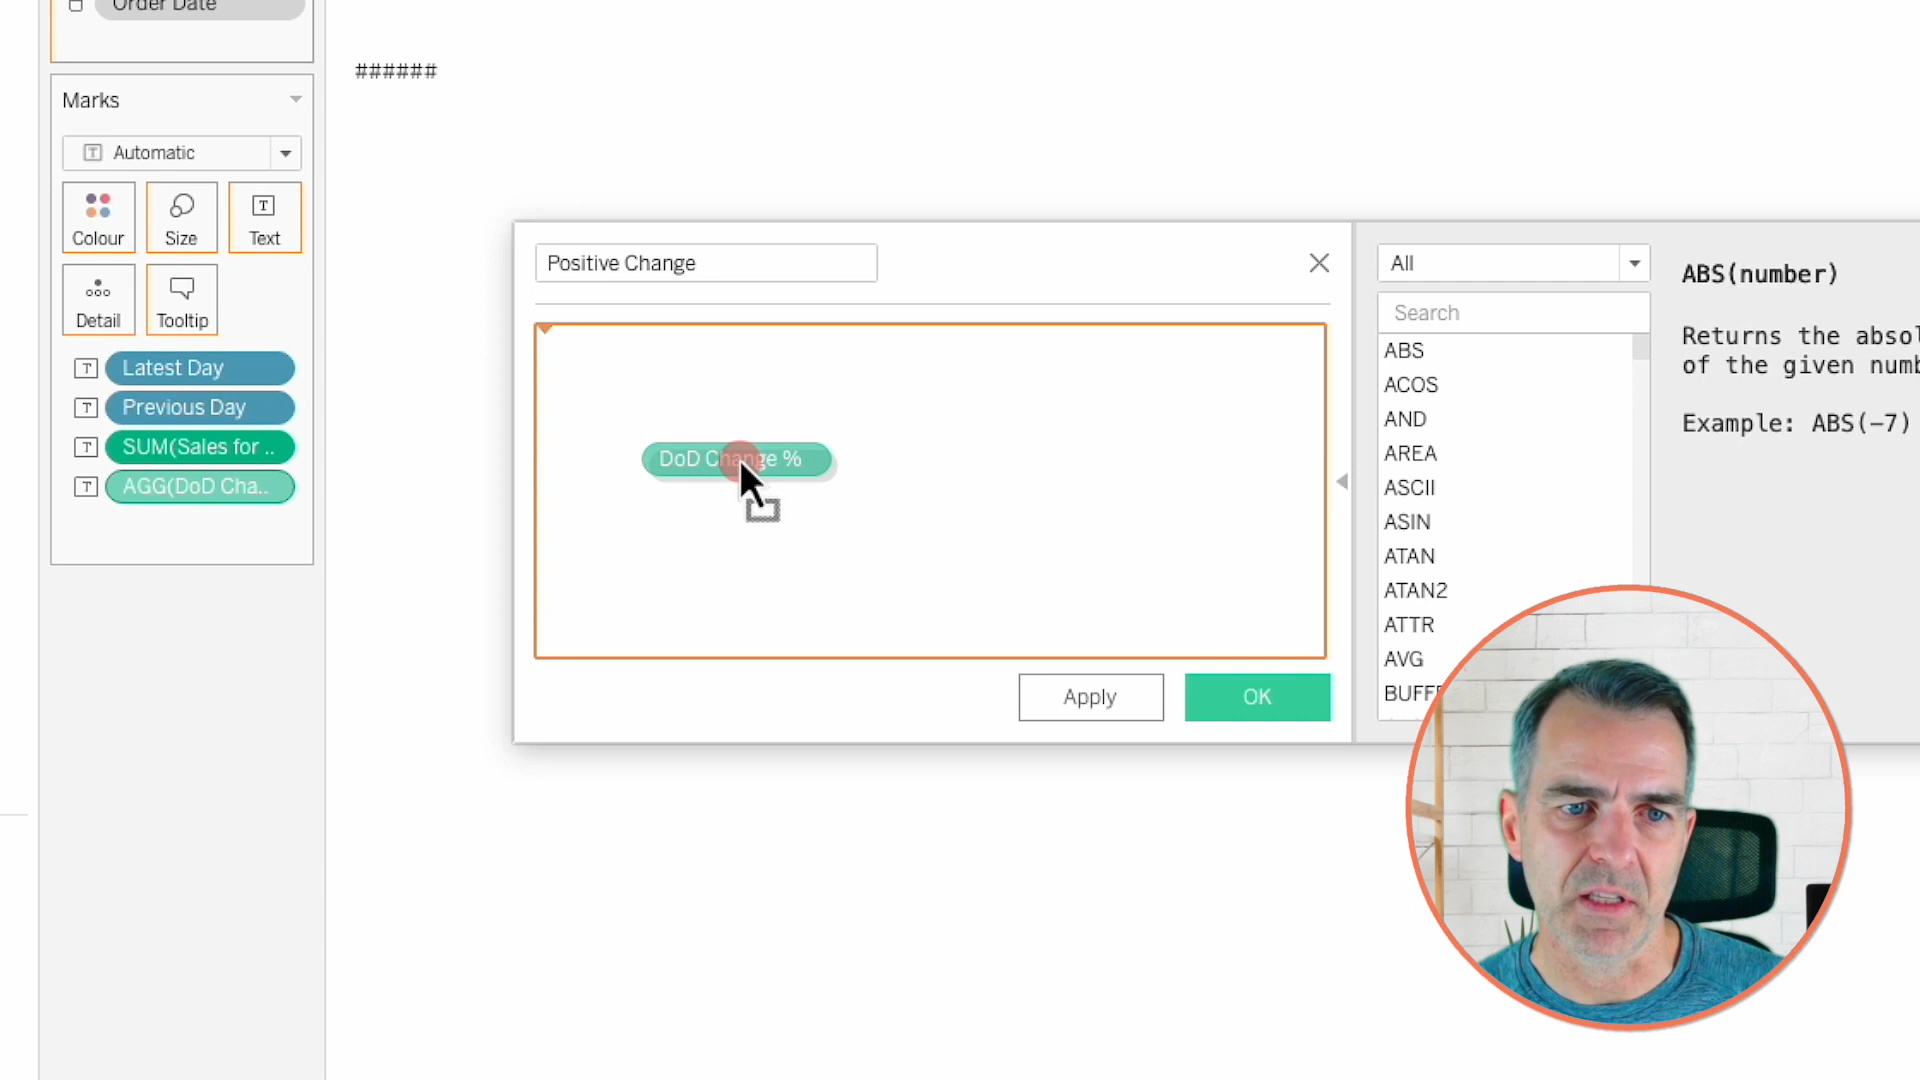 Order Date
######
Marks
Automatic
Colour
Size
Text
Detail
Tooltip
Latest Day
Previous Day
SUM(Sales for ..
AGG(DoD Cha..
Positive Change
DoD Change %
Apply
OK
All
Search
ABS
ACOS
AND
AREA
ASCII
ASIN
ATAN
ATAN2
ATTR
AVG
ABS(number)
Returns the
of the given
Example: ABS(-7)